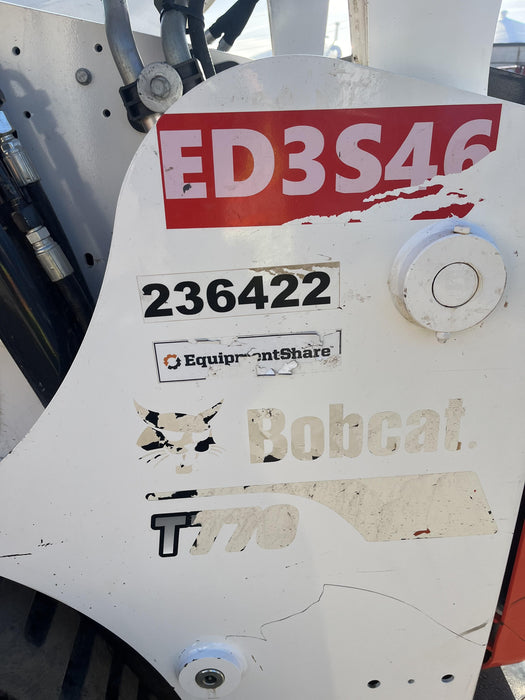 ED3S46
236422
EquipmentShare
Bobcat.
T770